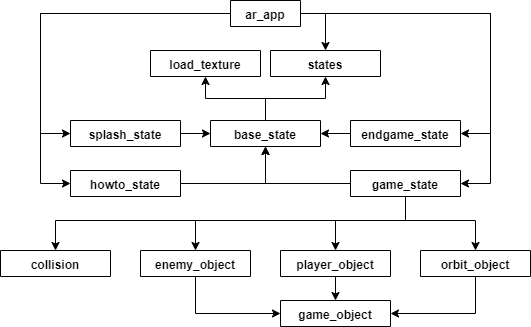 ar_app
load_texture
states
splash_state
base_state
endgame_state
howto_state
game_state
collision
enemy_object
player_object
orbit_object
game_object